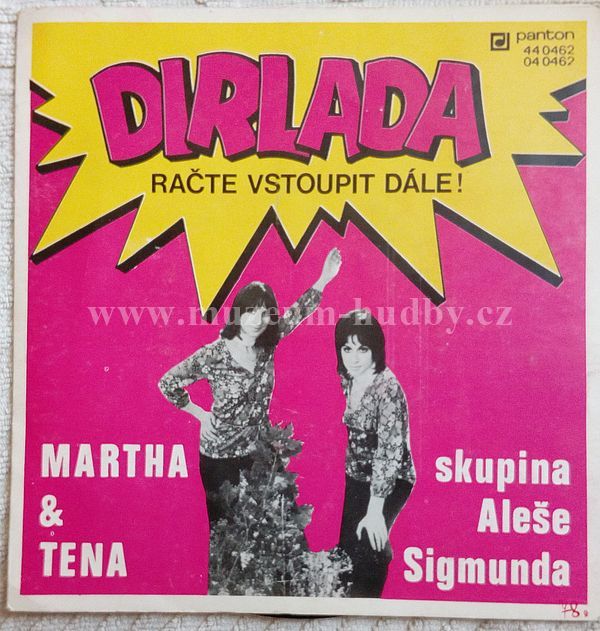 panton
44 0462
04 0462
DIRLADA
RAČTE VSTOUPIT DÁLE!
www.muzeum-hudby.cz
MARTHA
&
TENA
skupina
Aleše
Sigmunda